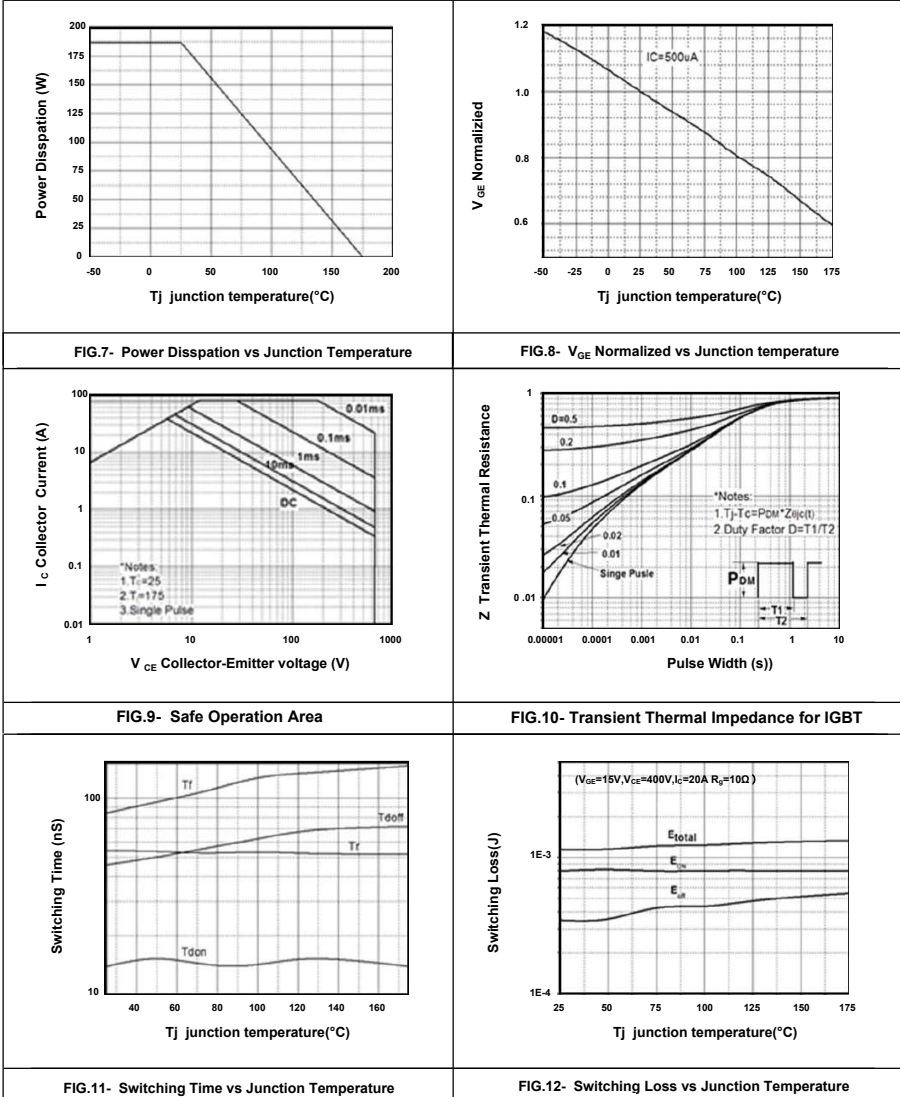 200
175
150
125
100
75
50
25
0
Power Disspation (W)
-50 0 50 100 150 200
Tj junction temperature(°C)
FIG.7- Power Disspation vs Junction Temperature
1.2
1.0
0.8
0.6
V GE Normalizied
IC=500uA
-50 -25 0 25 50 75 100 125 150 175
Tj junction temperature(°C)
FIG.8- VGE Normalized vs Junction temperature
100
10
1
0.1
0.01
I C Collector Current (A)
0.01ms
0.1ms
1ms
10ms
DC
*Notes:
1.TC=25
2.Tj=175
3.Single Pulse
1 10 100 1000
V CE Collector-Emitter voltage (V)
FIG.9- Safe Operation Area
1
0.1
0.01
Z Transient Thermal Resistance
D=0.5
0.2
0.1
0.05
0.02
0.01
Singe Pusle
*Notes:
1.Tj-Tc=PDM*Zθjc(t)
2.Duty Factor D=T1/T2
PDM
T1
T2
0.00001 0.0001 0.001 0.01 0.1 1 10
Pulse Width (s))
FIG.10- Transient Thermal Impedance for IGBT
100
10
Switching Time (nS)
Tf
Tdoff
Tr
Tdon
40 60 80 100 120 140 160
Tj junction temperature(°C)
FIG.11- Switching Time vs Junction Temperature
(VGE=15V,VCE=400V,IC=20A Rg=10Ω )
1E-3
1E-4
Switching Loss(J)
Etotal
EON
Eoff
25 50 75 100 125 150 175
Tj junction temperature(°C)
FIG.12- Switching Loss vs Junction Temperature